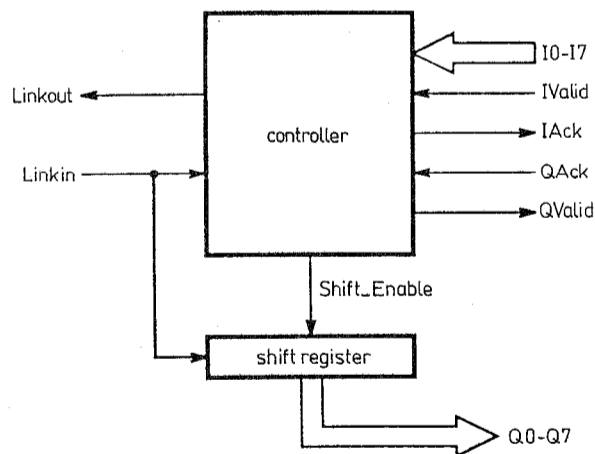 I0-I7
Linkout
IValid
controller
IAck
Linkin
QAck
QValid
Shift_Enable
shift register
Q0-Q7